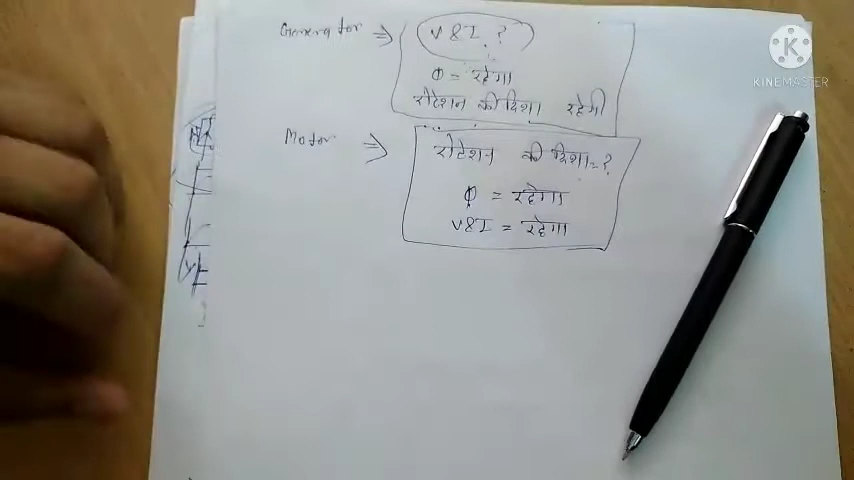 Generator ⇒ V & I ?
KINEMASTER
Φ = रहेगा
रोटेशन की दिशा रहेगी
Motor ⇒ रोटेशन की दिशा = ?
Φ = रहेगा
V & I = रहेगा